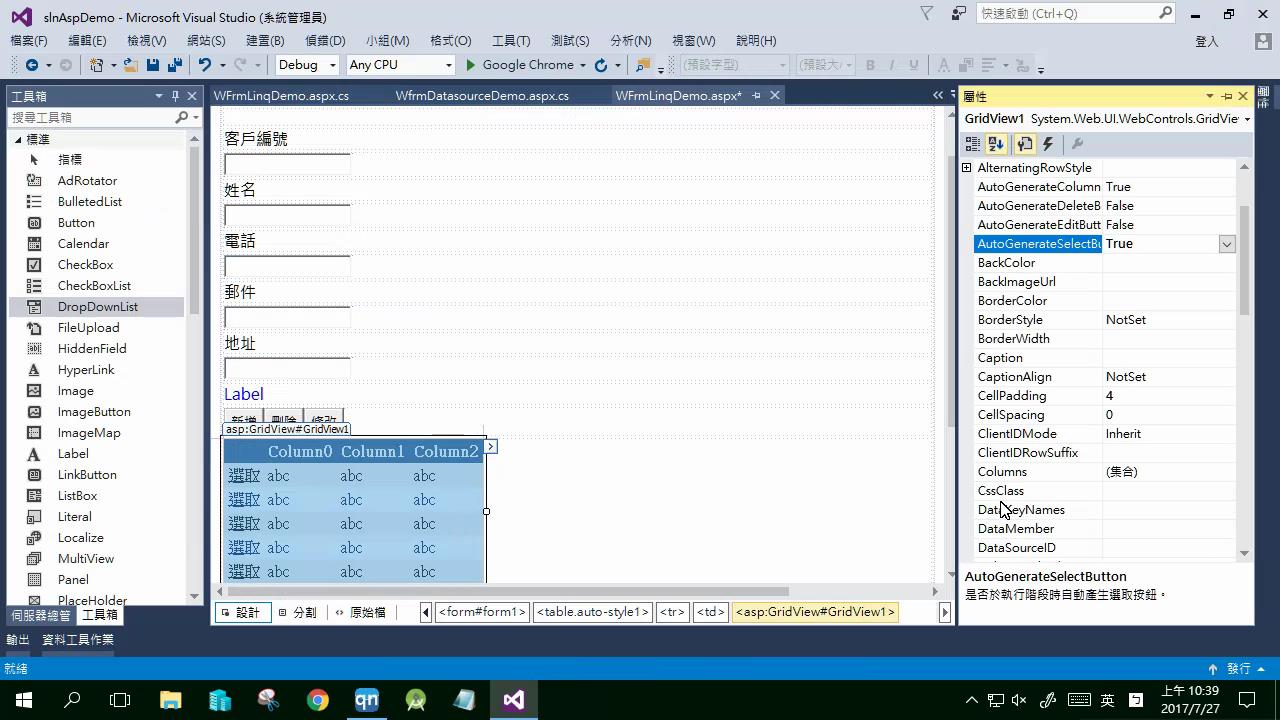 slnAspDemo - Microsoft Visual Studio (系統管理員)
快速啟動 (Ctrl+Q)
檔案(F) 編輯(E) 檢視(V) 網站(S) 建置(B) 偵錯(D) 小組(M) 格式(O) 工具(T) 測試(S) 分析(N) 視窗(W) 說明(H)
登入
Debug Any CPU Google Chrome (預設字型) (預設大
B I U A
工具箱
搜尋工具箱
標準
指標
AdRotator
BulletedList
Button
Calendar
CheckBox
CheckBoxList
DropDownList
FileUpload
HiddenField
HyperLink
Image
ImageButton
ImageMap
Label
LinkButton
ListBox
Literal
Localize
MultiView
Panel
PlaceHolder
伺服器總管 工具箱
WFrmLinqDemo.aspx.cs WfrmDatasourceDemo.aspx.cs WFrmLinqDemo.aspx*
客戶編號
姓名
電話
郵件
地址
Label
新增 刪除 修改
asp:GridView#GridView1
Column0 Column1 Column2
選取 abc abc abc
選取 abc abc abc
選取 abc abc abc
選取 abc abc abc
選取 abc abc abc
設計 分割 原始檔
<form#form1> <table.auto-style1> <tr> <td> <asp:GridView#GridView1>
屬性
GridView1 System.Web.UI.WebControls.GridVie
AlternatingRowStyle
AutoGenerateColumn True
AutoGenerateDeleteB False
AutoGenerateEditButt False
AutoGenerateSelectBu True
BackColor
BackImageUrl
BorderColor
BorderStyle NotSet
BorderWidth
Caption
CaptionAlign NotSet
CellPadding 4
CellSpacing 0
ClientIDMode Inherit
ClientIDRowSuffix
Columns (集合)
CssClass
DataKeyNames
DataMember
DataSourceID
AutoGenerateSelectButton
是否於執行階段時自動產生選取按鈕。
輸出 資料工具作業
就緒
發行
qn
英
上午 10:39
2017/7/27